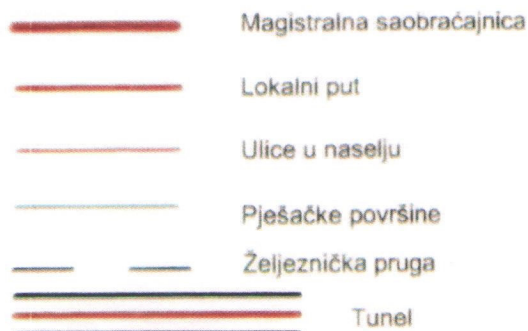 Magistralna saobraćajnica
Lokalni put
Ulice u naselju
Pješačke površine
Željeznička pruga
Tunel